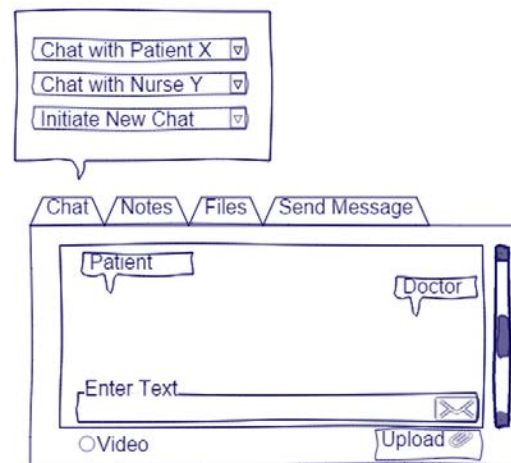 Chat with Patient X
Chat with Nurse Y
Initiate New Chat
Chat Notes Files Send Message
Patient
Doctor
Enter Text
Video Upload